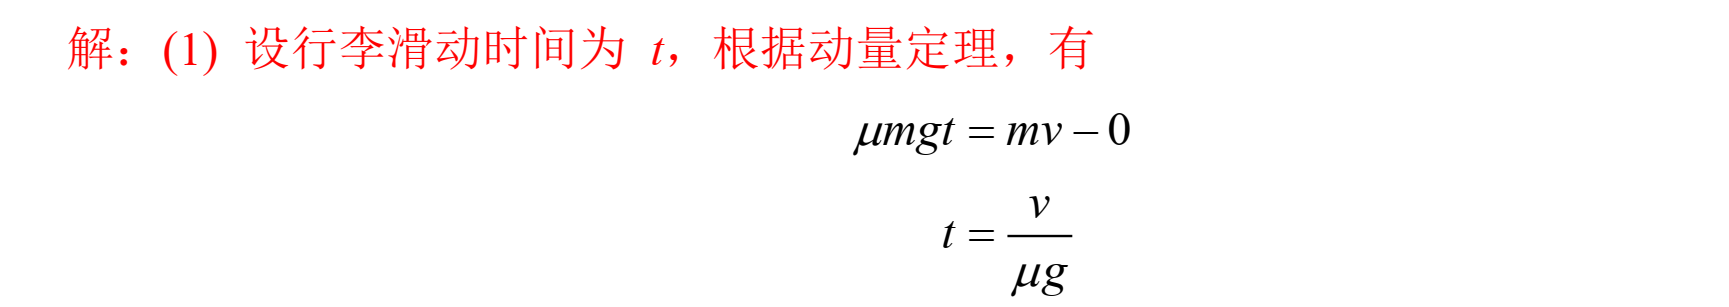 解：(1) 设行李滑动时间为 t，根据动量定理，有
μmgt = mv − 0
t = v / μg